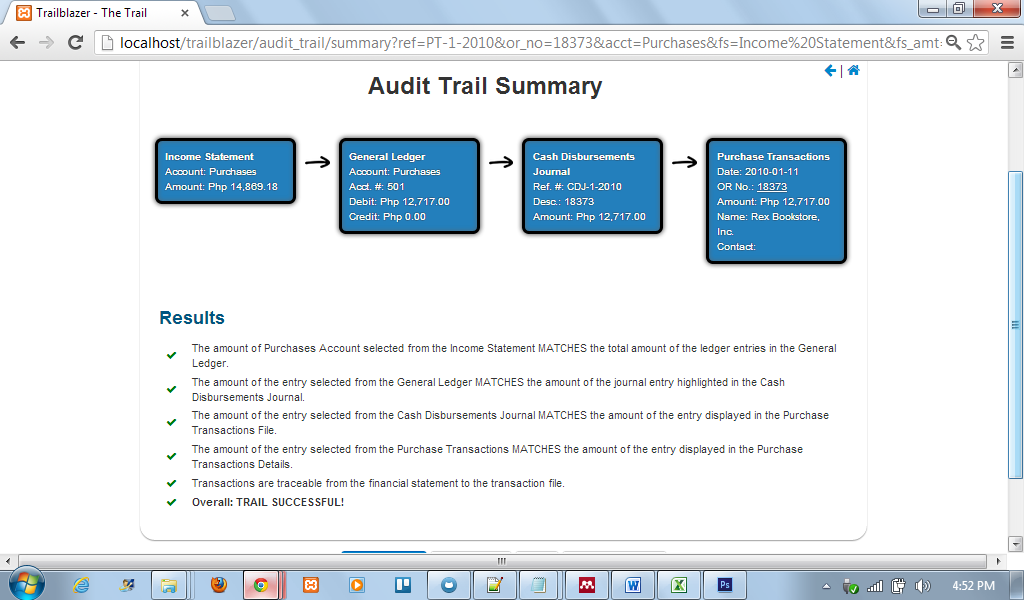 Trailblazer - The Trail
localhost/trailblazer/audit_trail/summary?ref=PT-1-2010&or_no=18373&acct=Purchases&fs=Income%20Statement&fs_amt
Audit Trail Summary
Income Statement
Account: Purchases
Amount: Php 14,869.18
General Ledger
Account: Purchases
Acct. #: 501
Debit: Php 12,717.00
Credit: Php 0.00
Cash Disbursements
Journal
Ref. #: CDJ-1-2010
Desc.: 18373
Amount: Php 12,717.00
Purchase Transactions
Date: 2010-01-11
OR No.: 18373
Amount: Php 12,717.00
Name: Rex Bookstore,
Inc.
Contact:
Results
The amount of Purchases Account selected from the Income Statement MATCHES the total amount of the ledger entries in the General
Ledger.
The amount of the entry selected from the General Ledger MATCHES the amount of the journal entry highlighted in the Cash
Disbursements Journal.
The amount of the entry selected from the Cash Disbursements Journal MATCHES the amount of the entry displayed in the Purchase
Transactions File.
The amount of the entry selected from the Purchase Transactions MATCHES the amount of the entry displayed in the Purchase
Transactions Details.
Transactions are traceable from the financial statement to the transaction file.
Overall: TRAIL SUCCESSFUL!
4:52 PM